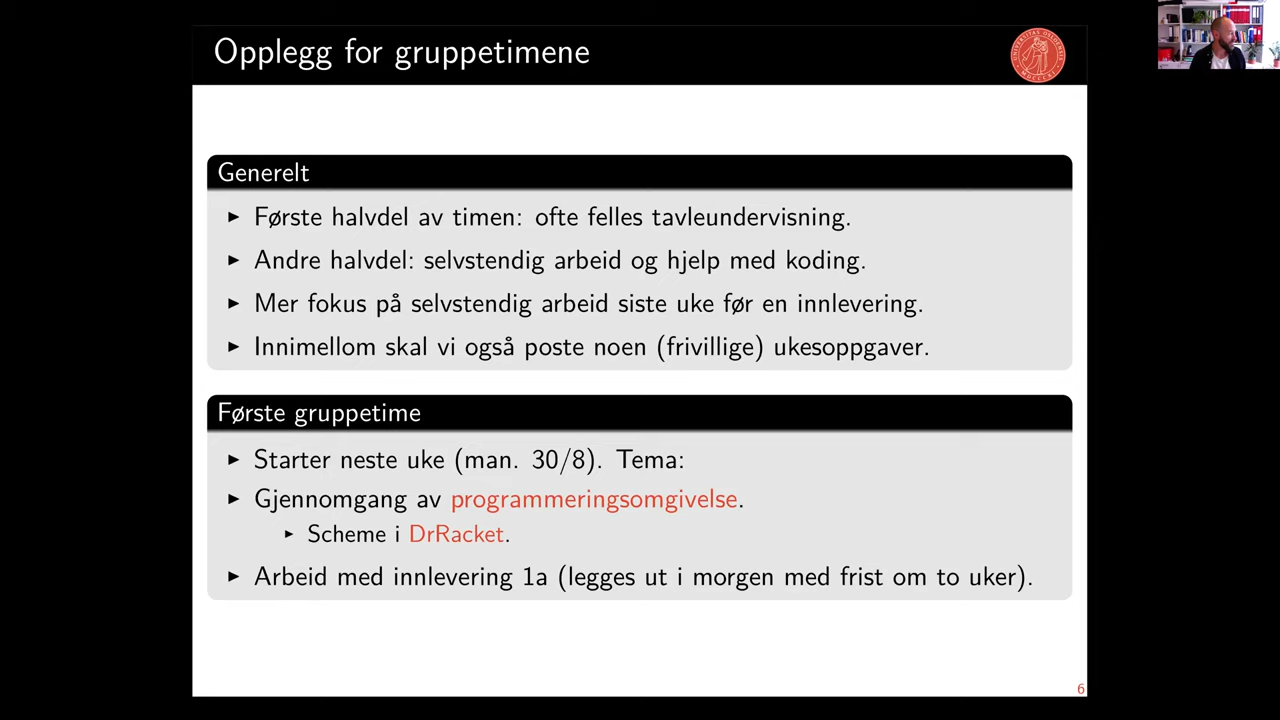 Opplegg for gruppetimene
Generelt
Første halvdel av timen: ofte felles tavleundervisning.
Andre halvdel: selvstendig arbeid og hjelp med koding.
Mer fokus på selvstendig arbeid siste uke før en innlevering.
Innimellom skal vi også poste noen (frivillige) ukesoppgaver.
Første gruppetime
Starter neste uke (man. 30/8). Tema:
Gjennomgang av programmeringsomgivelse.
Scheme i DrRacket.
Arbeid med innlevering 1a (legges ut i morgen med frist om to uker).
6